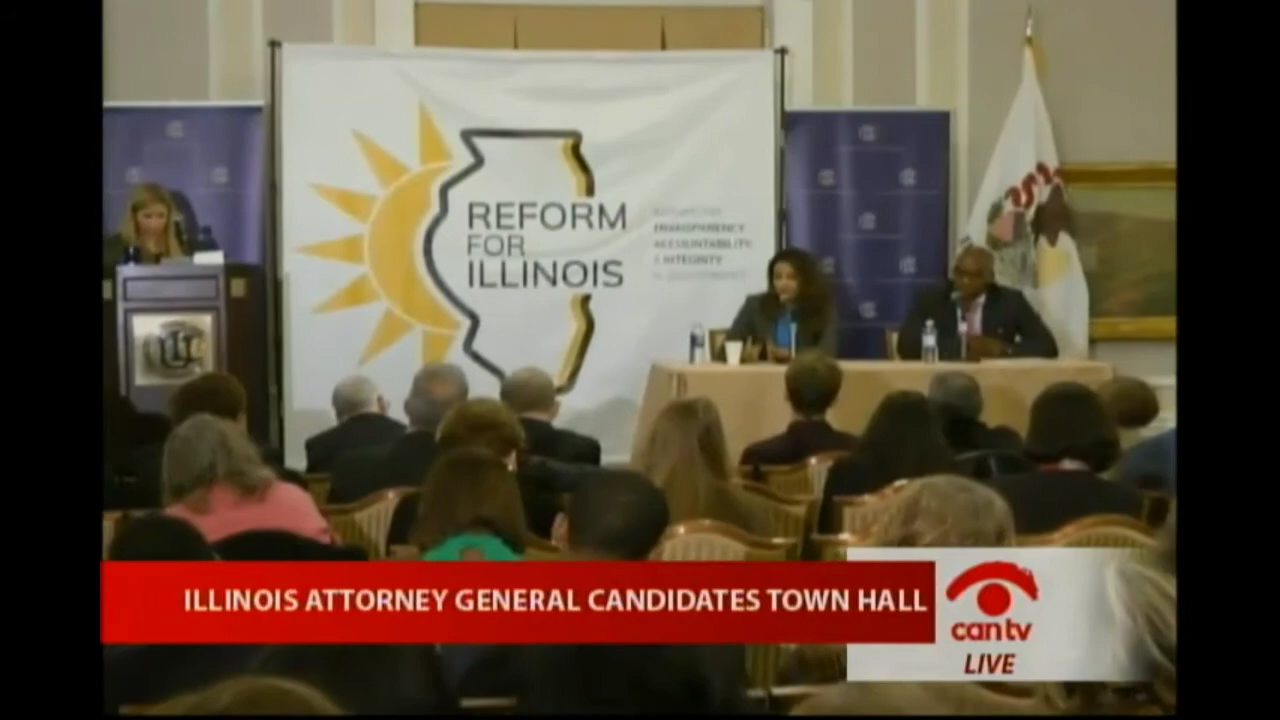 REFORM
FOR
ILLINOIS
TRANSPARENCY
ACCOUNTABILITY
& INTEGRITY
ILLINOIS ATTORNEY GENERAL CANDIDATES TOWN HALL
can tv
LIVE